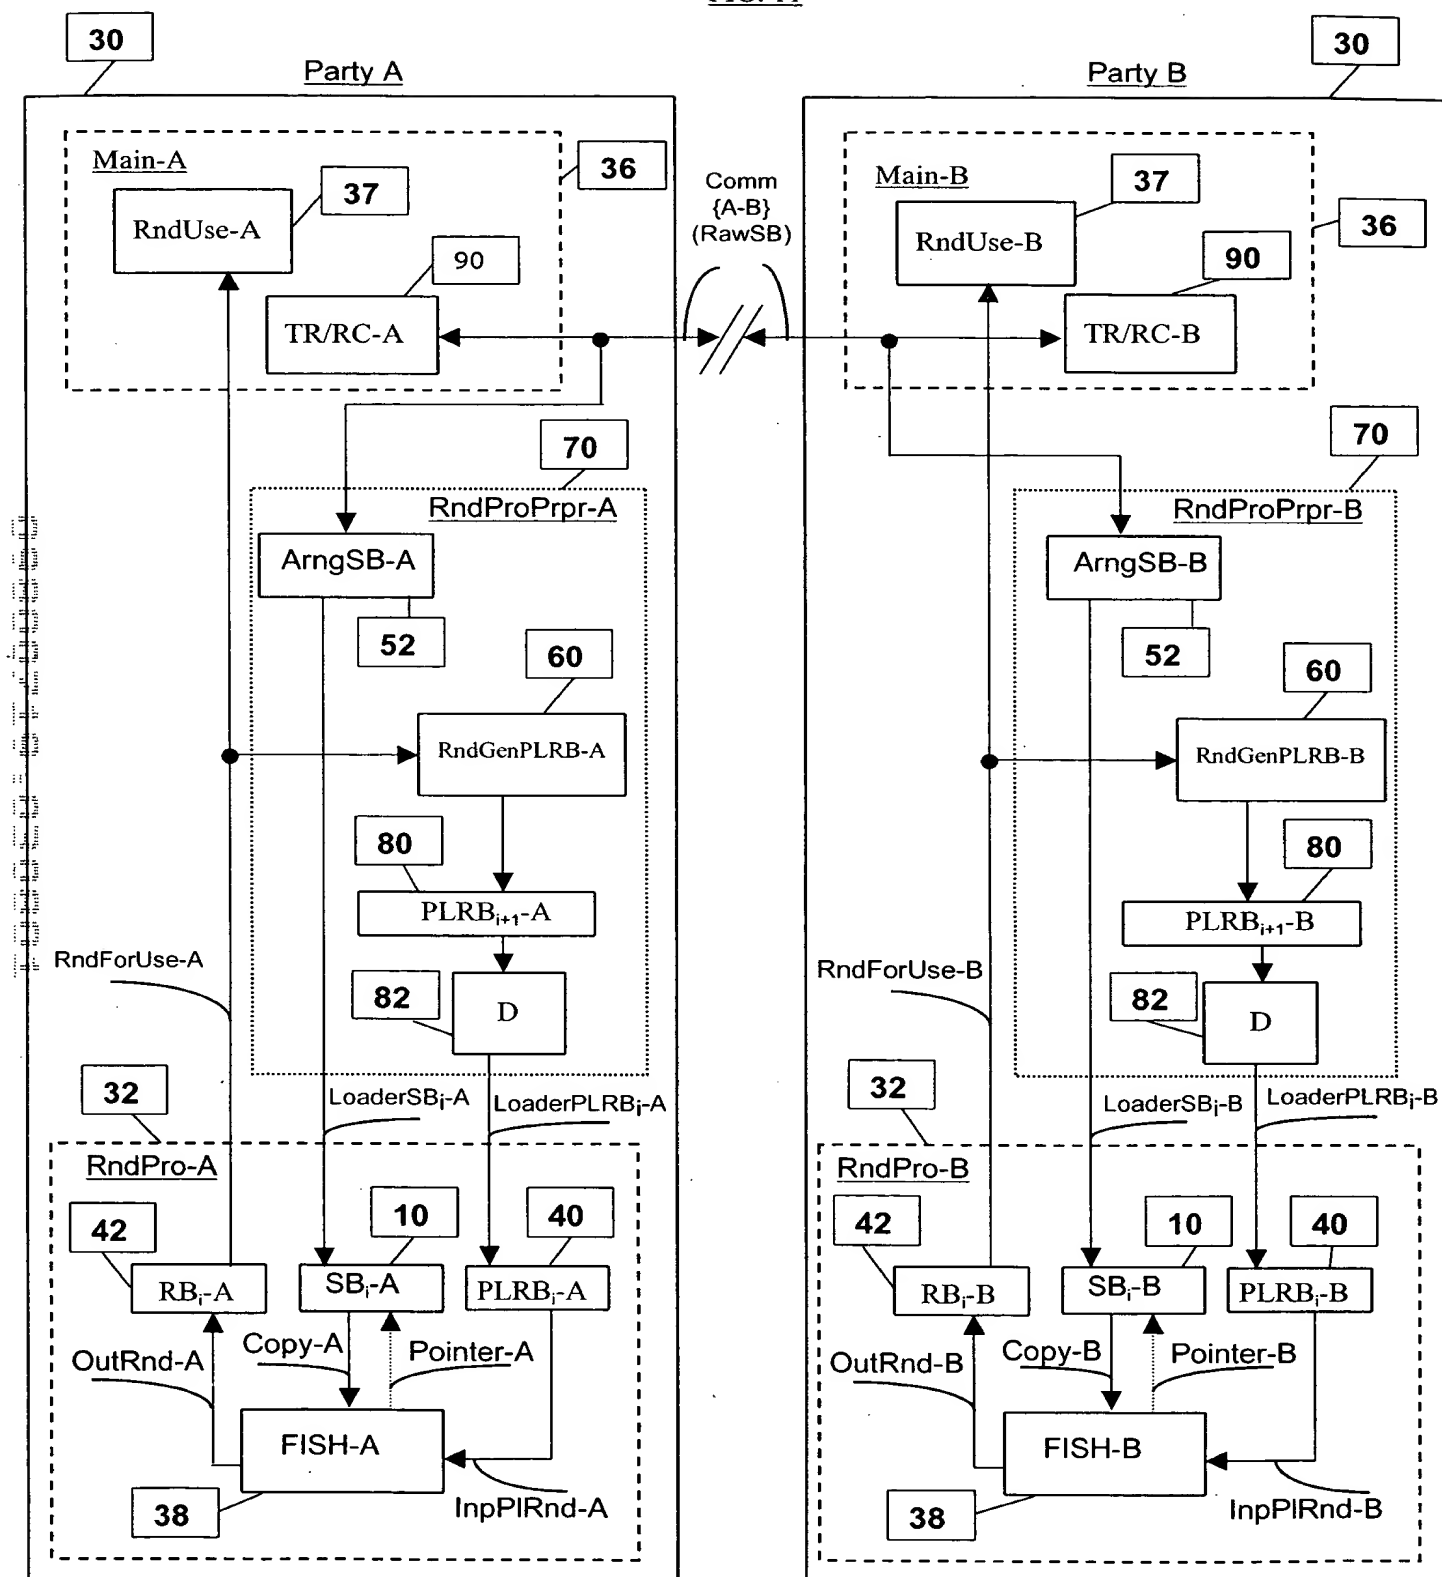 30
30
Party A
Party B
Main-A
36
37
RndUse-A
90
TR/RC-A
Comm
{A-B}
(RawSB)
Main-B
37
36
RndUse-B
90
TR/RC-B
70
RndProPrpr-A
ArngSB-A
52
60
RndGenPLRB-A
80
PLRBi+1-A
82
D
RndForUse-A
70
RndProPrpr-B
ArngSB-B
52
60
RndGenPLRB-B
80
PLRBi+1-B
82
D
RndForUse-B
32
LoaderSBi-A
LoaderPLRBi-A
32
LoaderSBi-B
LoaderPLRBi-B
RndPro-A
42
10
40
RBi-A
SBi-A
PLRBi-A
OutRnd-A
Copy-A
Pointer-A
FISH-A
38
InpPlRnd-A
RndPro-B
42
10
40
RBi-B
SBi-B
PLRBi-B
OutRnd-B
Copy-B
Pointer-B
FISH-B
38
InpPlRnd-B